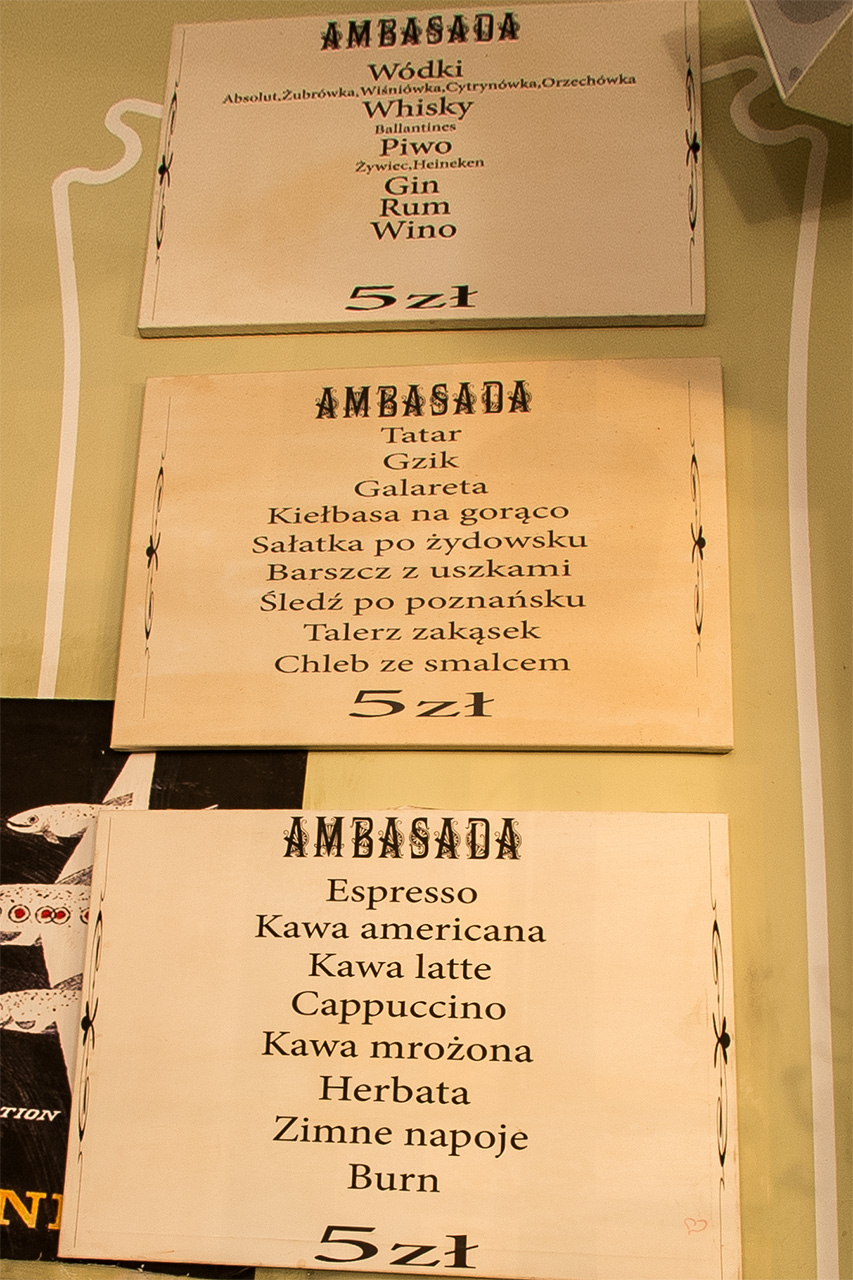 AMBASADA
Wódki
Absolut,Żubrówka,Wiśniówka,Cytrynówka,Orzechówka
Whisky
Ballantines
Piwo
Żywiec,Heineken
Gin
Rum
Wino
5zł
AMBASADA
Tatar
Gzik
Galareta
Kiełbasa na gorąco
Sałatka po żydowsku
Barszcz z uszkami
Śledź po poznańsku
Talerz zakąsek
Chleb ze smalcem
5zł
AMBASADA
Espresso
Kawa americana
Kawa latte
Cappuccino
Kawa mrożona
Herbata
Zimne napoje
Burn
5zł
TION